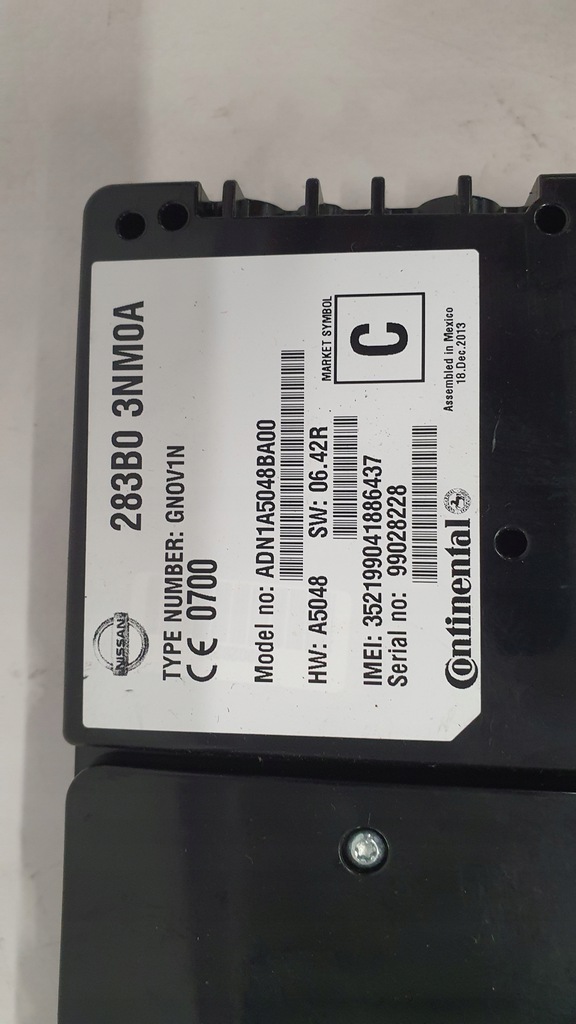 NISSAN
283B0 3NM0A
TYPE NUMBER: GNOV1N
CE 0700
Model no: ADN1A5048BA00
HW: A5048 SW: 06.42R
MARKET SYMBOL
C
IMEI: 352199041886437
Serial no: 99028228
Continental
Assembled in Mexico
18.Dec.2013